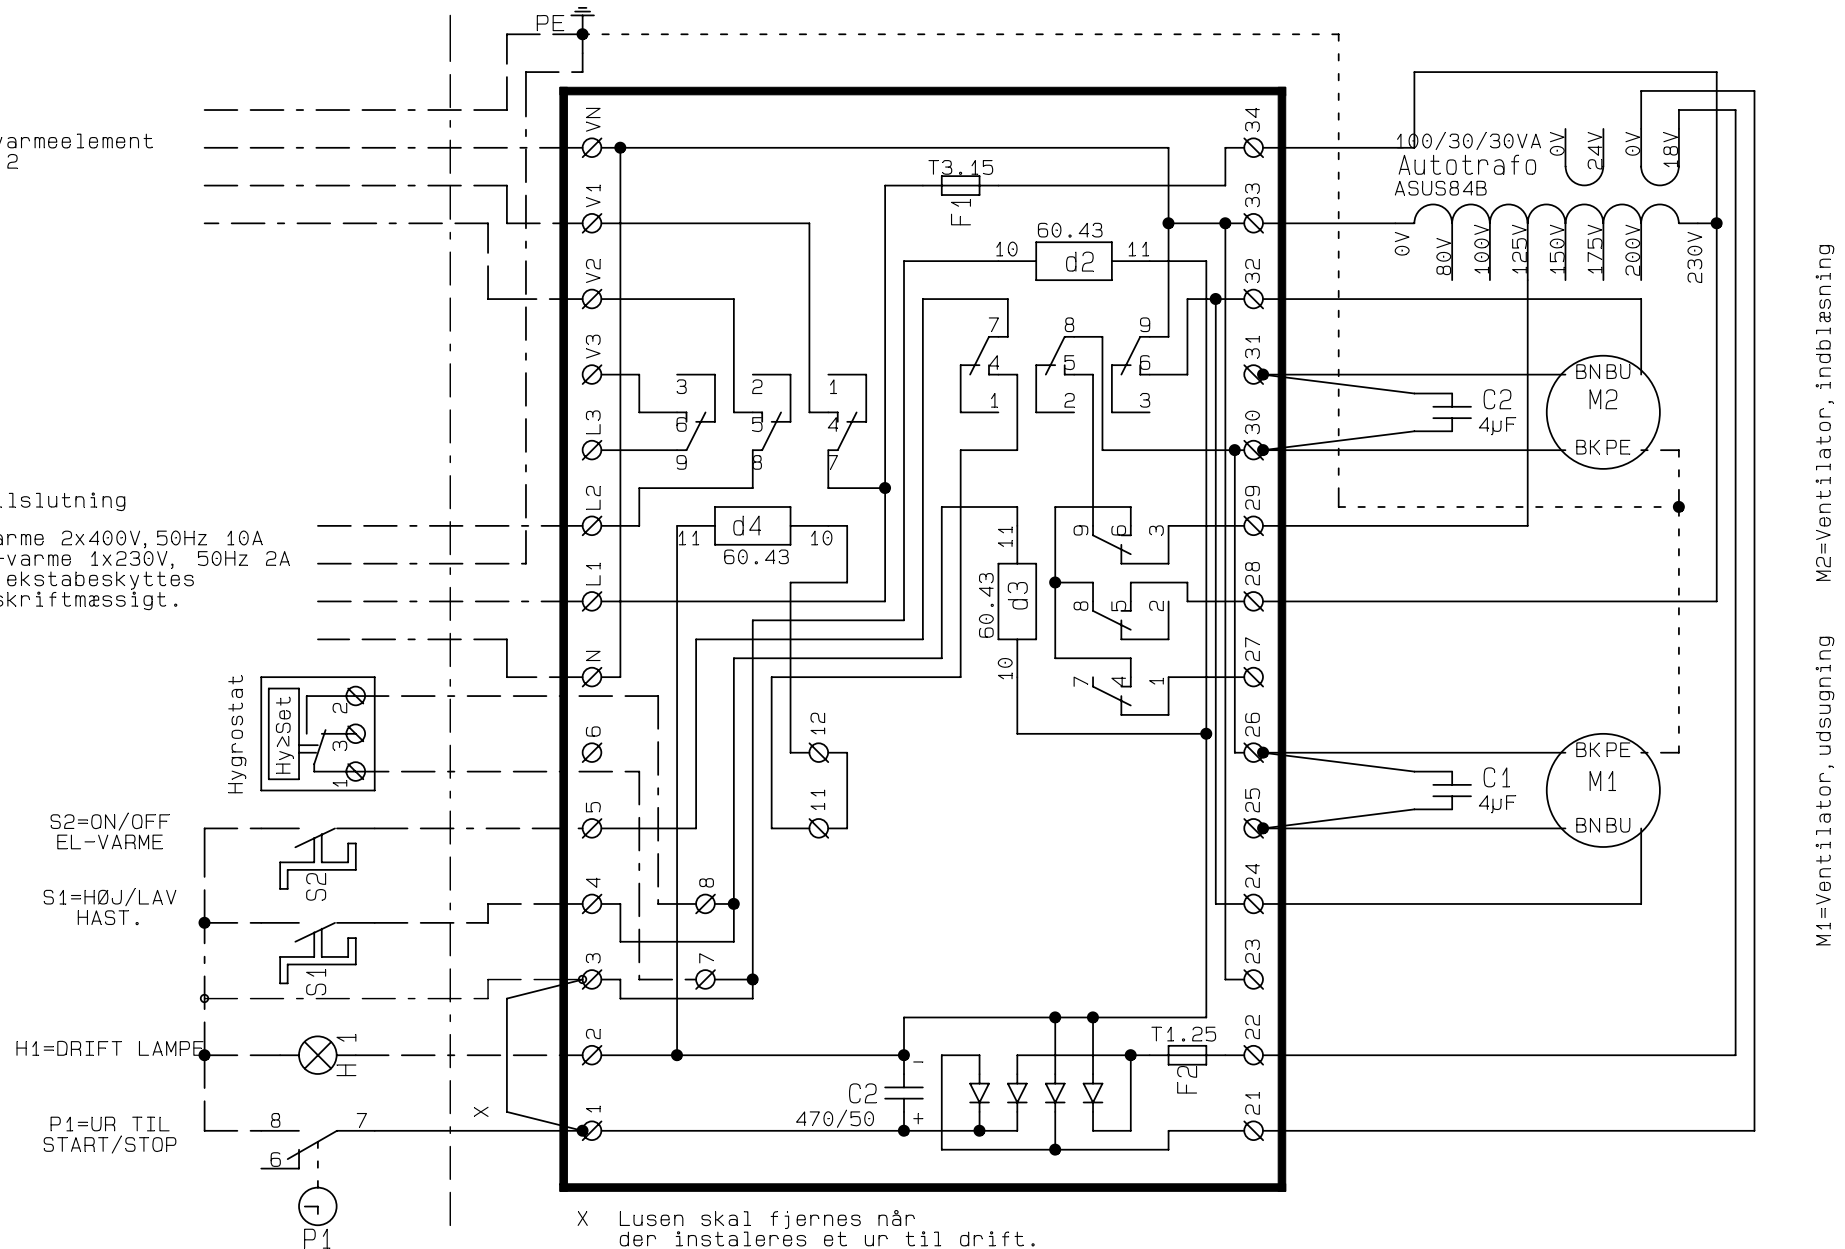 PE
varmeelement
2
llslutning
arme 2x400V,50Hz 10A
-varme 1x230V, 50Hz 2A
ekstabeskyttes
skriftmæssigt.
Hygrostat
Hy≥Set
2
3
1
S2=ON/OFF
EL-VARME
S2
S1=HØJ/LAV
HAST.
S1
H1=DRIFT LAMPE
H1
P1=UR TIL
START/STOP
8
7
6
P1
X
VN
V1
V2
V3
L3
L2
L1
N
6
5
4
3
2
1
T3.15
F1
60.43
10
d2
11
7
8
9
4
5
6
1
2
3
3
2
1
6
5
4
9
8
7
11
d4
10
60.43
11
60.43
d3
10
9
6
3
8
5
2
7
4
1
12
11
8
7
T1.25
F2
C2
470/50
-
+
34
33
32
31
30
29
28
27
26
25
24
23
22
21
100/30/30VA
Autotrafo
ASUS84B
0V
24V
0V
18V
0V
80V
100V
125V
150V
175V
200V
230V
C2
4µF
BN BU
M2
BK PE
C1
4µF
BK PE
M1
BN BU
M2=Ventilator,indblæsning
M1=Ventilator,udsugning
X Lusen skal fjernes når
der instaleres et ur til drift.